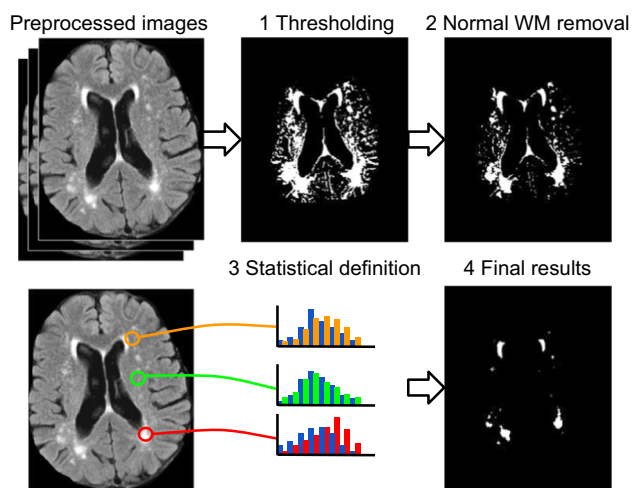 Preprocessed images
1 Thresholding
2 Normal WM removal
3 Statistical definition
4 Final results